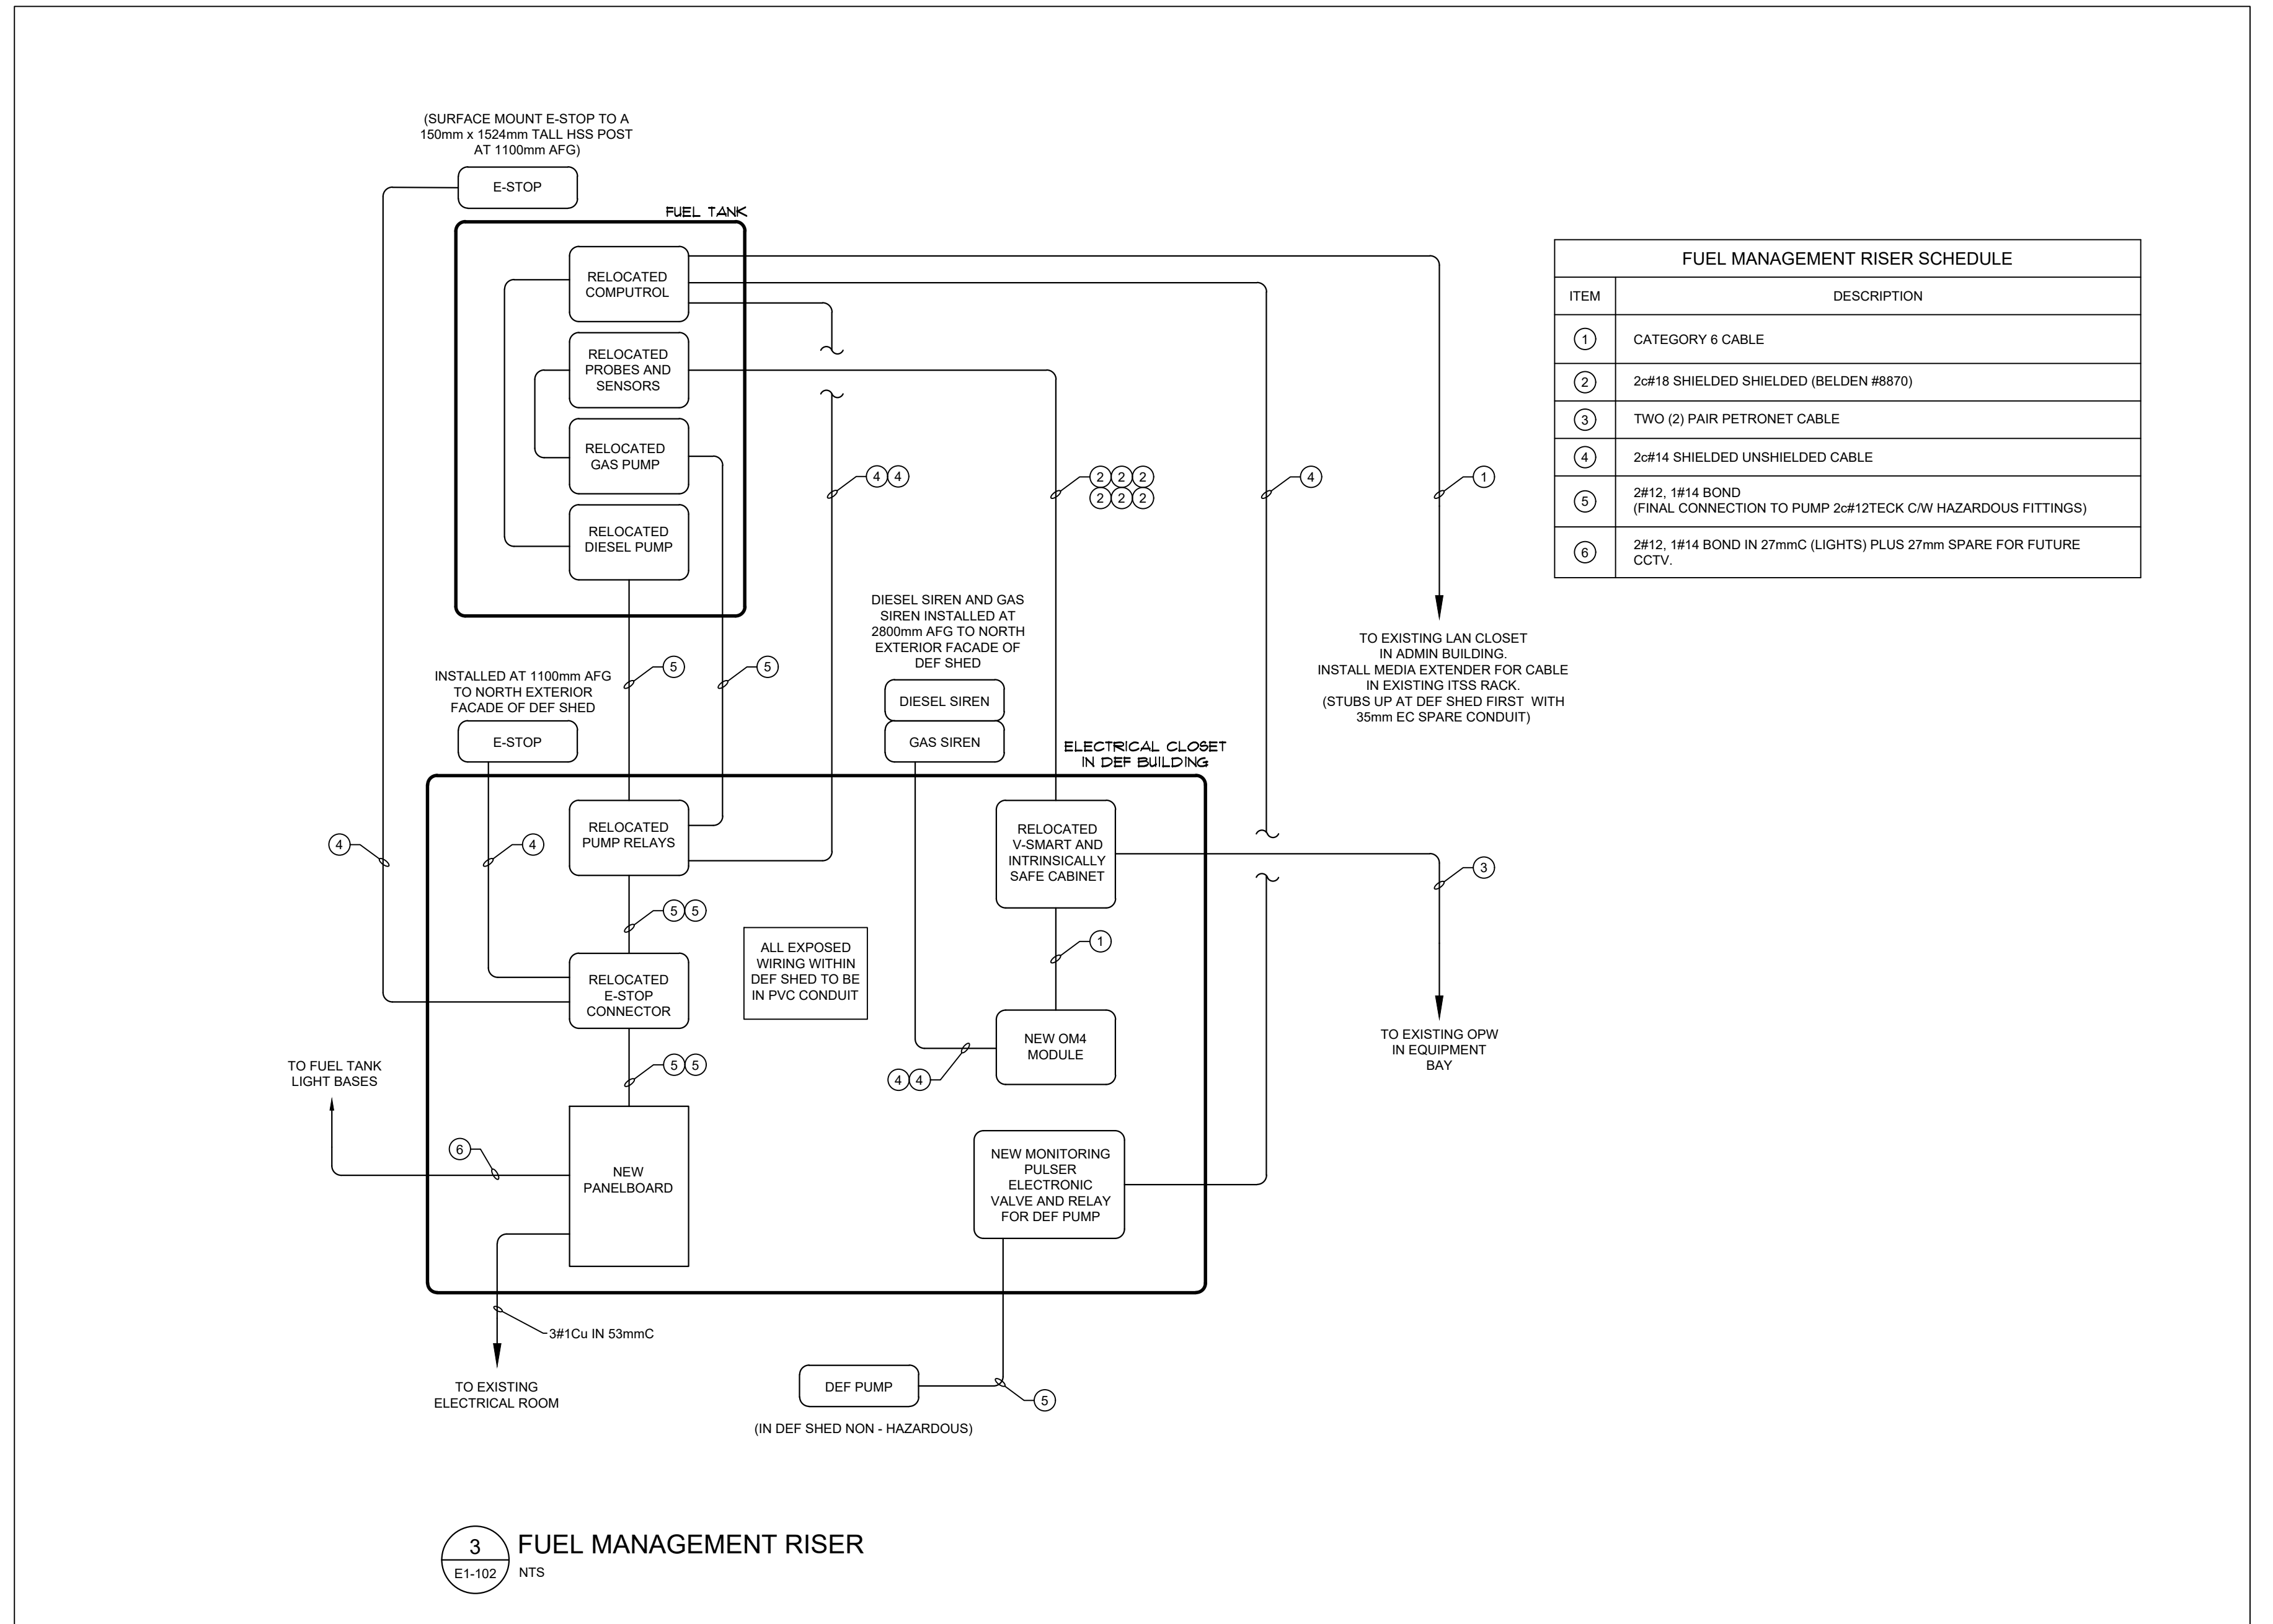 (SURFACE MOUNT E-STOP TO A
150mm x 1524mm TALL HSS POST
AT 1100mm AFG)
E-STOP
FUEL TANK
RELOCATED
COMPUTROL
RELOCATED
PROBES AND
SENSORS
RELOCATED
GAS PUMP
RELOCATED
DIESEL PUMP
4 4
2 2 2
2 2 2
4
1
FUEL MANAGEMENT RISER SCHEDULE
ITEM DESCRIPTION
1 CATEGORY 6 CABLE
2 2c#18 SHIELDED SHIELDED (BELDEN #8870)
3 TWO (2) PAIR PETRONET CABLE
4 2c#14 SHIELDED UNSHIELDED CABLE
5 2#12, 1#14 BOND
(FINAL CONNECTION TO PUMP 2c#12TECK C/W HAZARDOUS FITTINGS)
6 2#12, 1#14 BOND IN 27mmC (LIGHTS) PLUS 27mm SPARE FOR FUTURE
CCTV.
TO EXISTING LAN CLOSET
IN ADMIN BUILDING.
INSTALL MEDIA EXTENDER FOR CABLE
IN EXISTING ITSS RACK.
(STUBS UP AT DEF SHED FIRST WITH
35mm EC SPARE CONDUIT)
DIESEL SIREN AND GAS
SIREN INSTALLED AT
2800mm AFG TO NORTH
EXTERIOR FACADE OF
DEF SHED
DIESEL SIREN
GAS SIREN
5
5
INSTALLED AT 1100mm AFG
TO NORTH EXTERIOR
FACADE OF DEF SHED
E-STOP
ELECTRICAL CLOSET
IN DEF BUILDING
4
4
RELOCATED
PUMP RELAYS
RELOCATED
V-SMART AND
INTRINSICALLY
SAFE CABINET
3
5 5
1
ALL EXPOSED
WIRING WITHIN
DEF SHED TO BE
IN PVC CONDUIT
RELOCATED
E-STOP
CONNECTOR
NEW OM4
MODULE
TO EXISTING OPW
IN EQUIPMENT
BAY
5 5
4 4
TO FUEL TANK
LIGHT BASES
6
NEW
PANELBOARD
NEW MONITORING
PULSER
ELECTRONIC
VALVE AND RELAY
FOR DEF PUMP
3#1Cu IN 53mmC
TO EXISTING
ELECTRICAL ROOM
DEF PUMP
5
(IN DEF SHED NON - HAZARDOUS)
3
E1-102
FUEL MANAGEMENT RISER
NTS